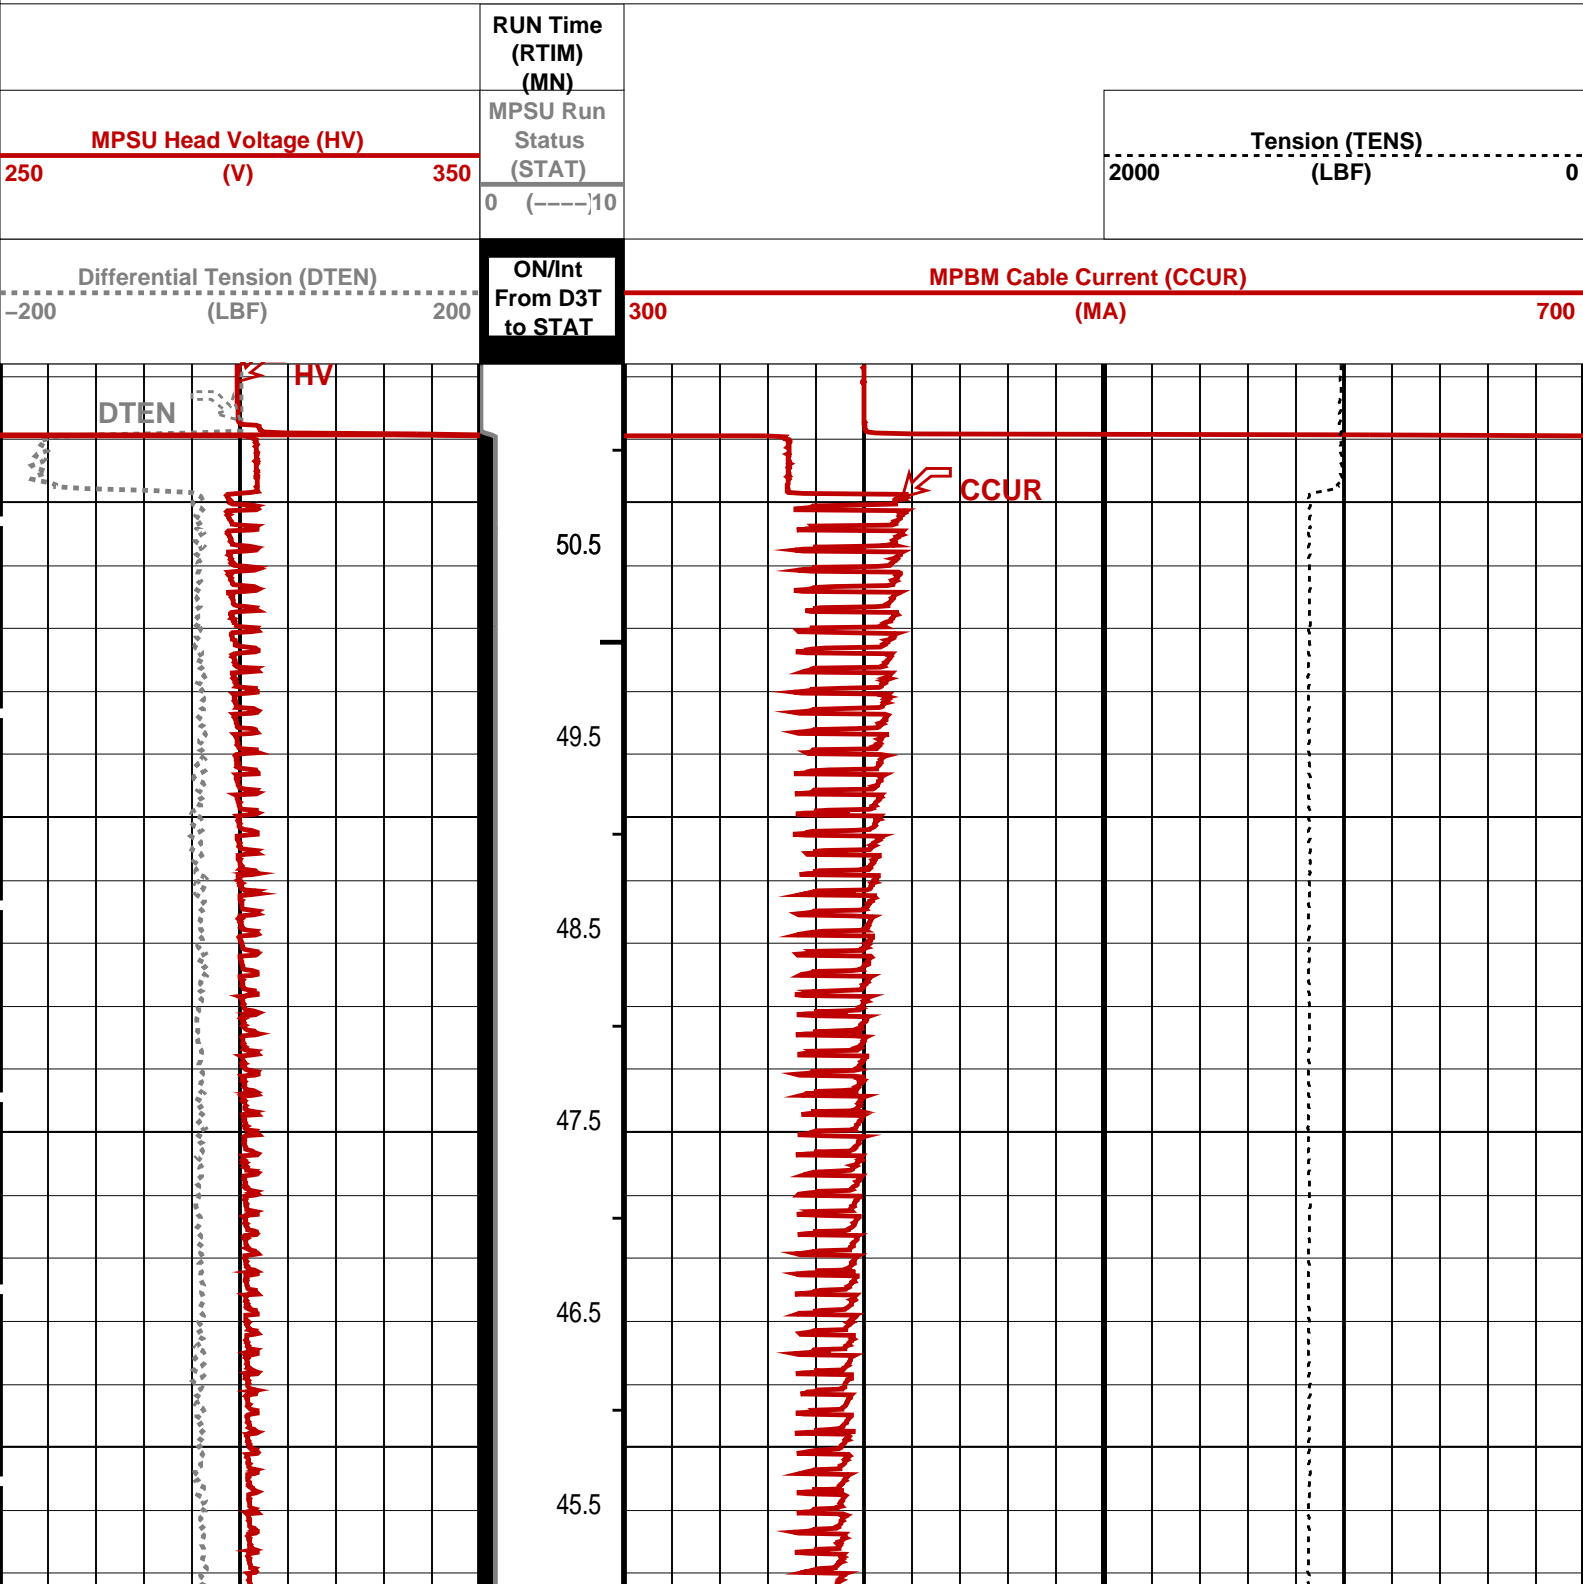 RUN Time
(RTIM)
(MN)
MPSU Run
Status
(STAT)
0 (−−−−) 10
MPSU Head Voltage (HV)
250 (V) 350
Tension (TENS)
2000 (LBF) 0
Differential Tension (DTEN)
−200 (LBF) 200
ON/Int
From D3T
to STAT
MPBM Cable Current (CCUR)
300 (MA) 700
HV
DTEN
CCUR
50.5
49.5
48.5
47.5
46.5
45.5